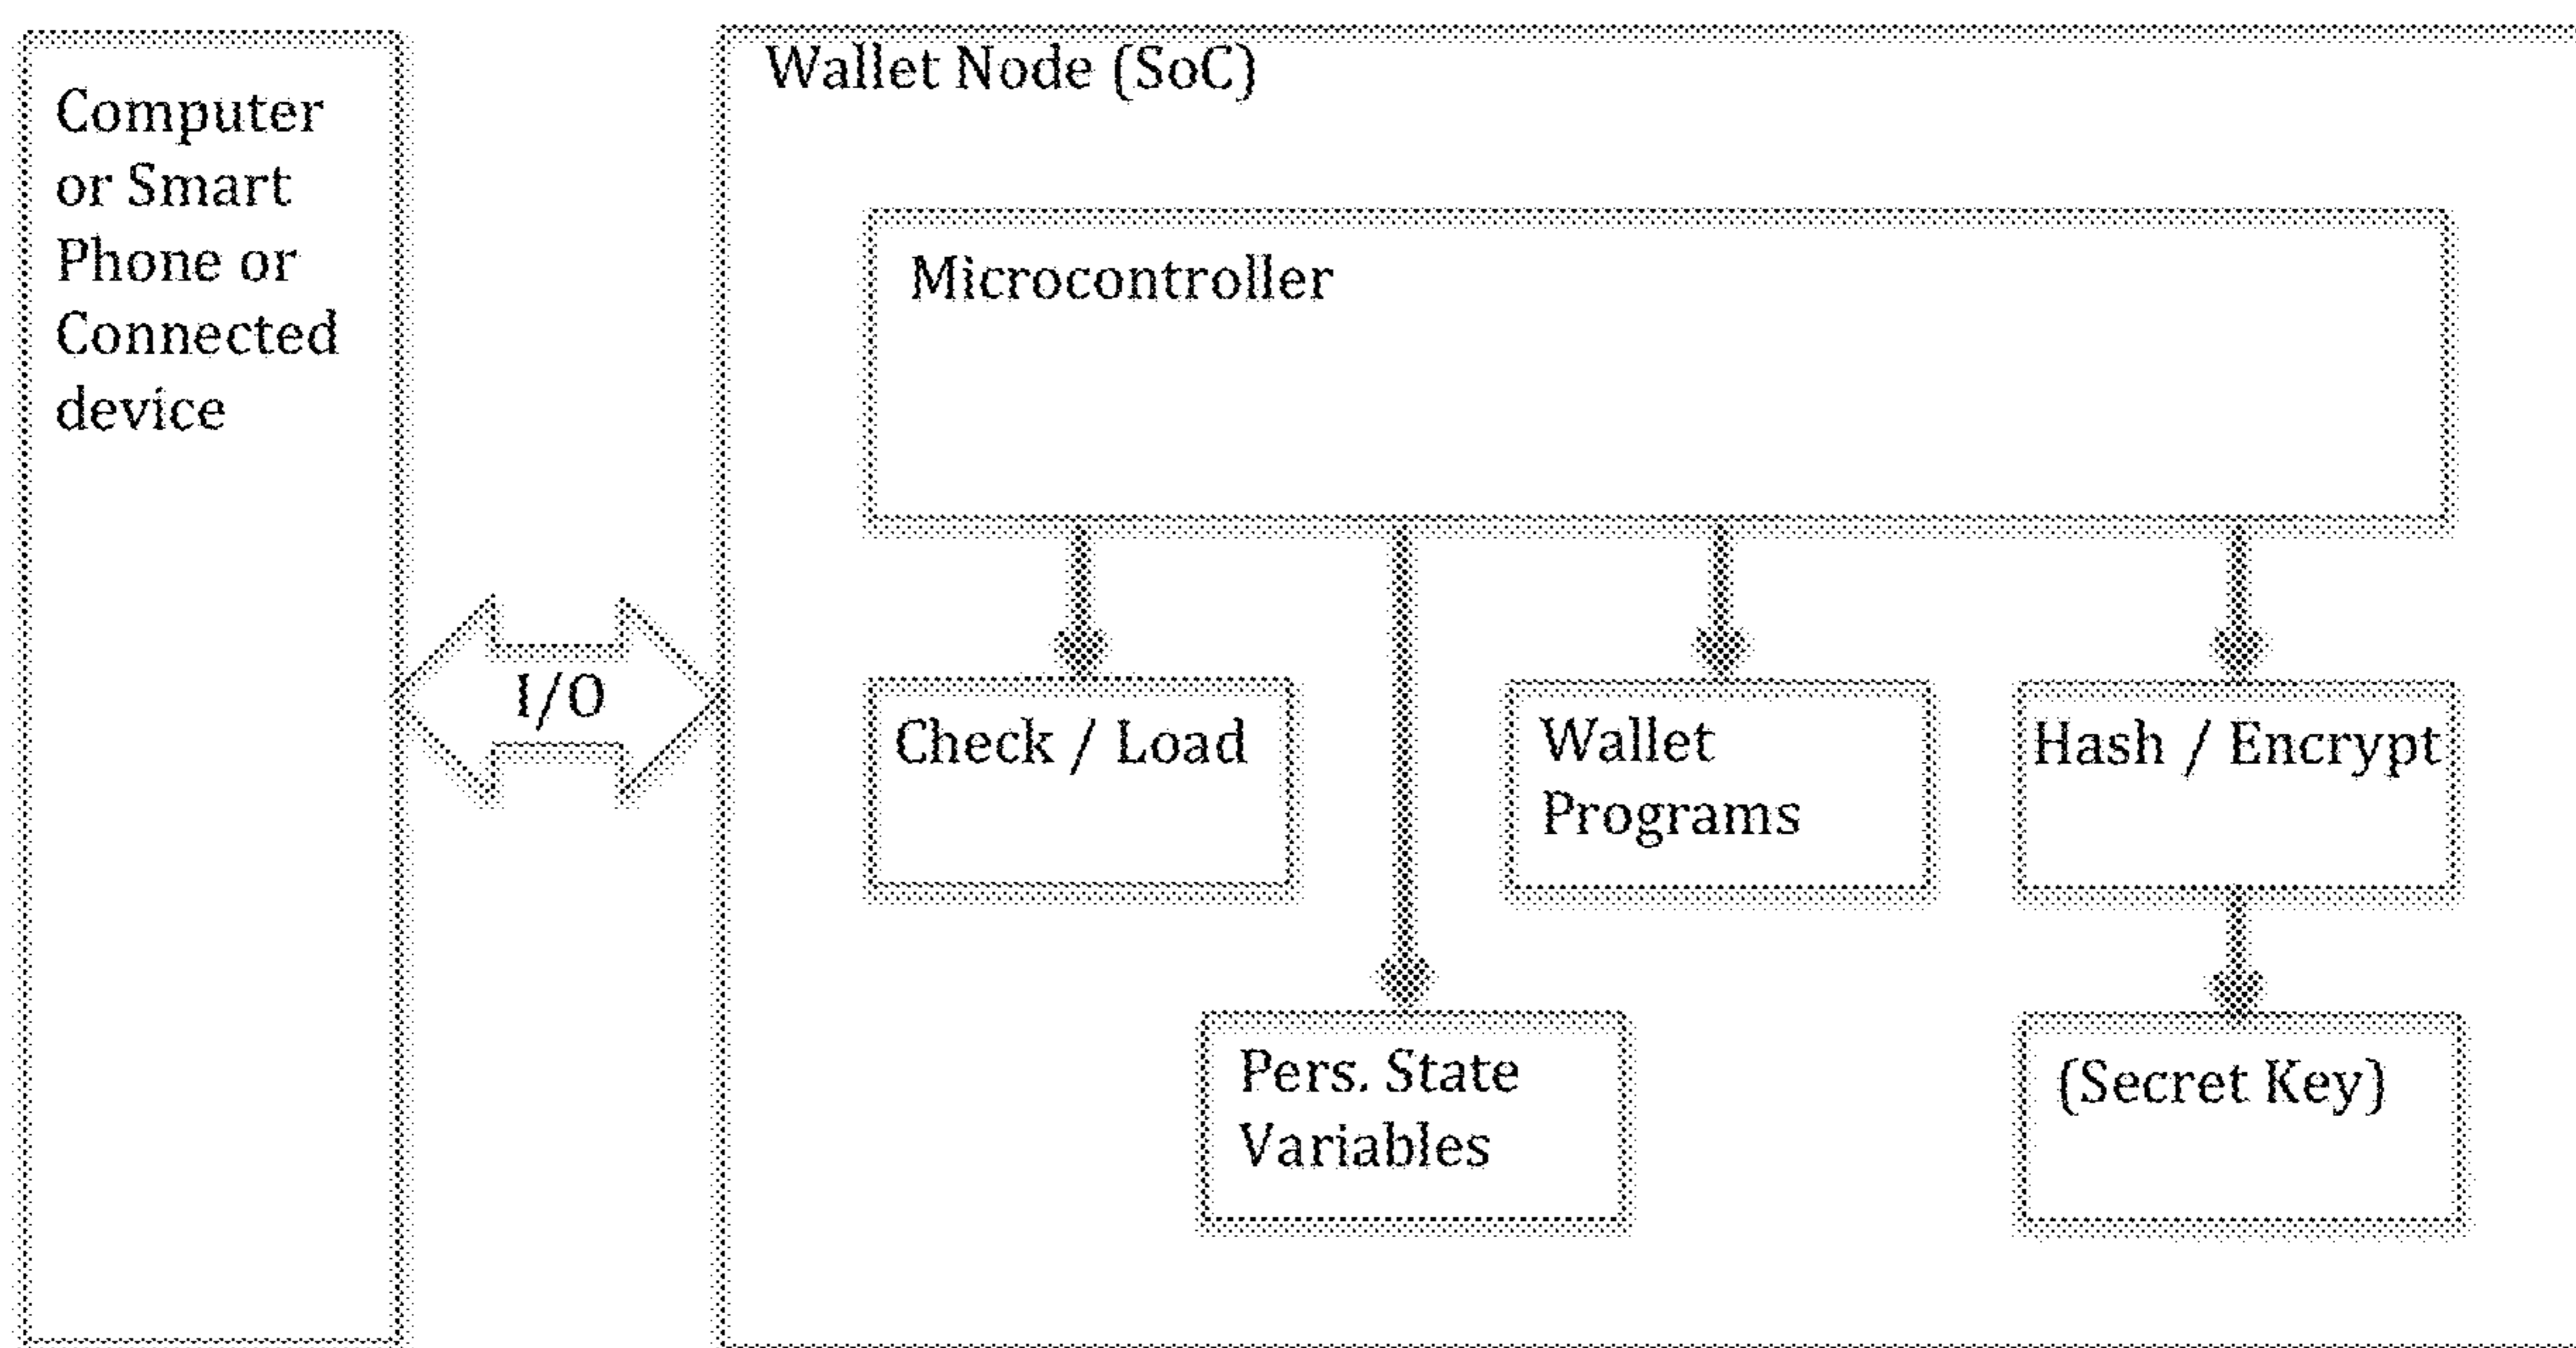 Computer
or Smart
Phone or
Connected
device
I/O
Wallet Node (SoC)
Microcontroller
Check / Load
Wallet
Programs
Hash / Encrypt
Pers. State
Variables
(Secret Key)